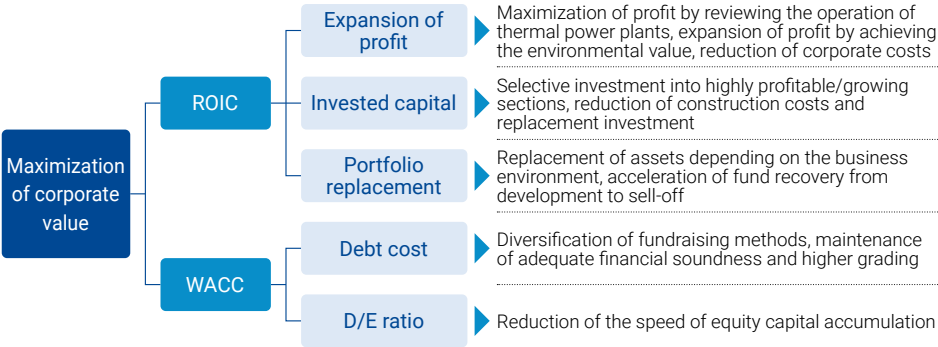 Maximization
of corporate
value
ROIC
WACC
Expansion of
profit
Maximization of profit by reviewing the operation of
thermal power plants, expansion of profit by achieving
the environmental value, reduction of corporate costs
Invested capital
Selective investment into highly profitable/growing
sections, reduction of construction costs and
replacement investment
Portfolio
replacement
Replacement of assets depending on the business
environment, acceleration of fund recovery from
development to sell-off
Debt cost
Diversification of fundraising methods, maintenance
of adequate financial soundness and higher grading
D/E ratio
Reduction of the speed of equity capital accumulation